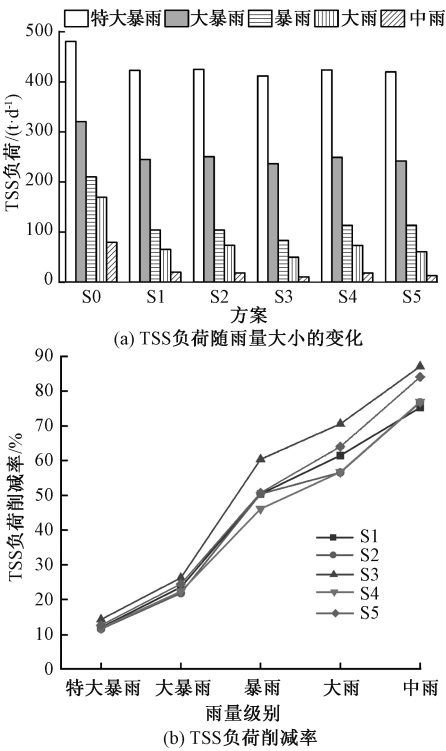 特大暴雨 大暴雨 暴雨 大雨 中雨
500
400
300
200
100
0
TSS负荷/(t·d⁻¹)
S0 S1 S2 S3 S4 S5
方案
(a) TSS负荷随雨量大小的变化
90
80
70
60
50
40
30
20
10
0
TSS负荷削减率/%
S1
S2
S3
S4
S5
特大暴雨 大暴雨 暴雨 大雨 中雨
雨量级别
(b) TSS负荷削减率